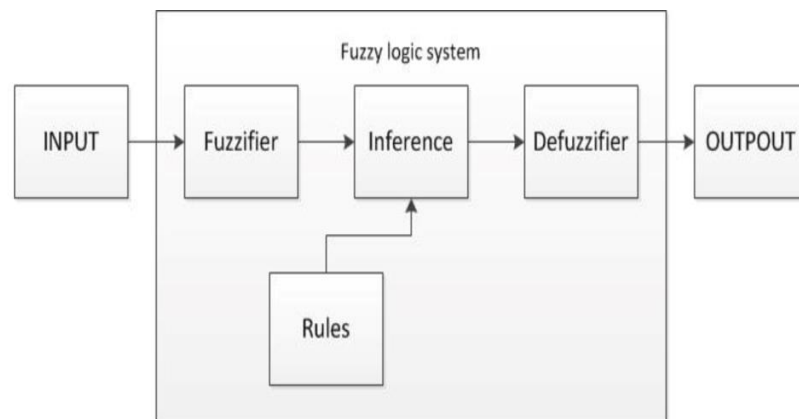 Fuzzy logic system
INPUT
Fuzzifier
Inference
Defuzzifier
OUTPOUT
Rules